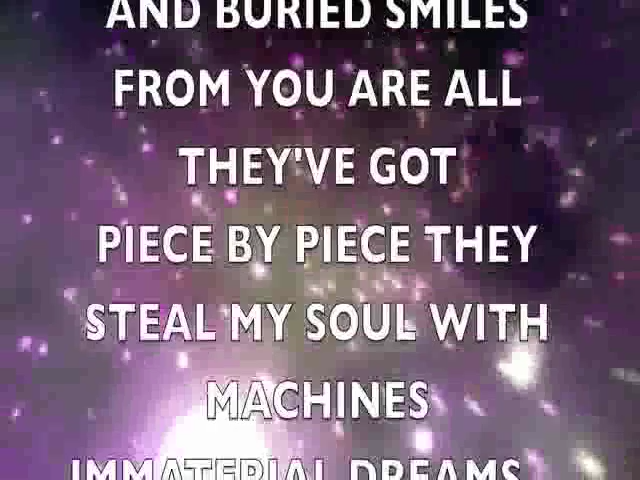 AND BURIED SMILES
FROM YOU ARE ALL
THEY'VE GOT
PIECE BY PIECE THEY
STEAL MY SOUL WITH
MACHINES
IMMATERIAL DREAMS